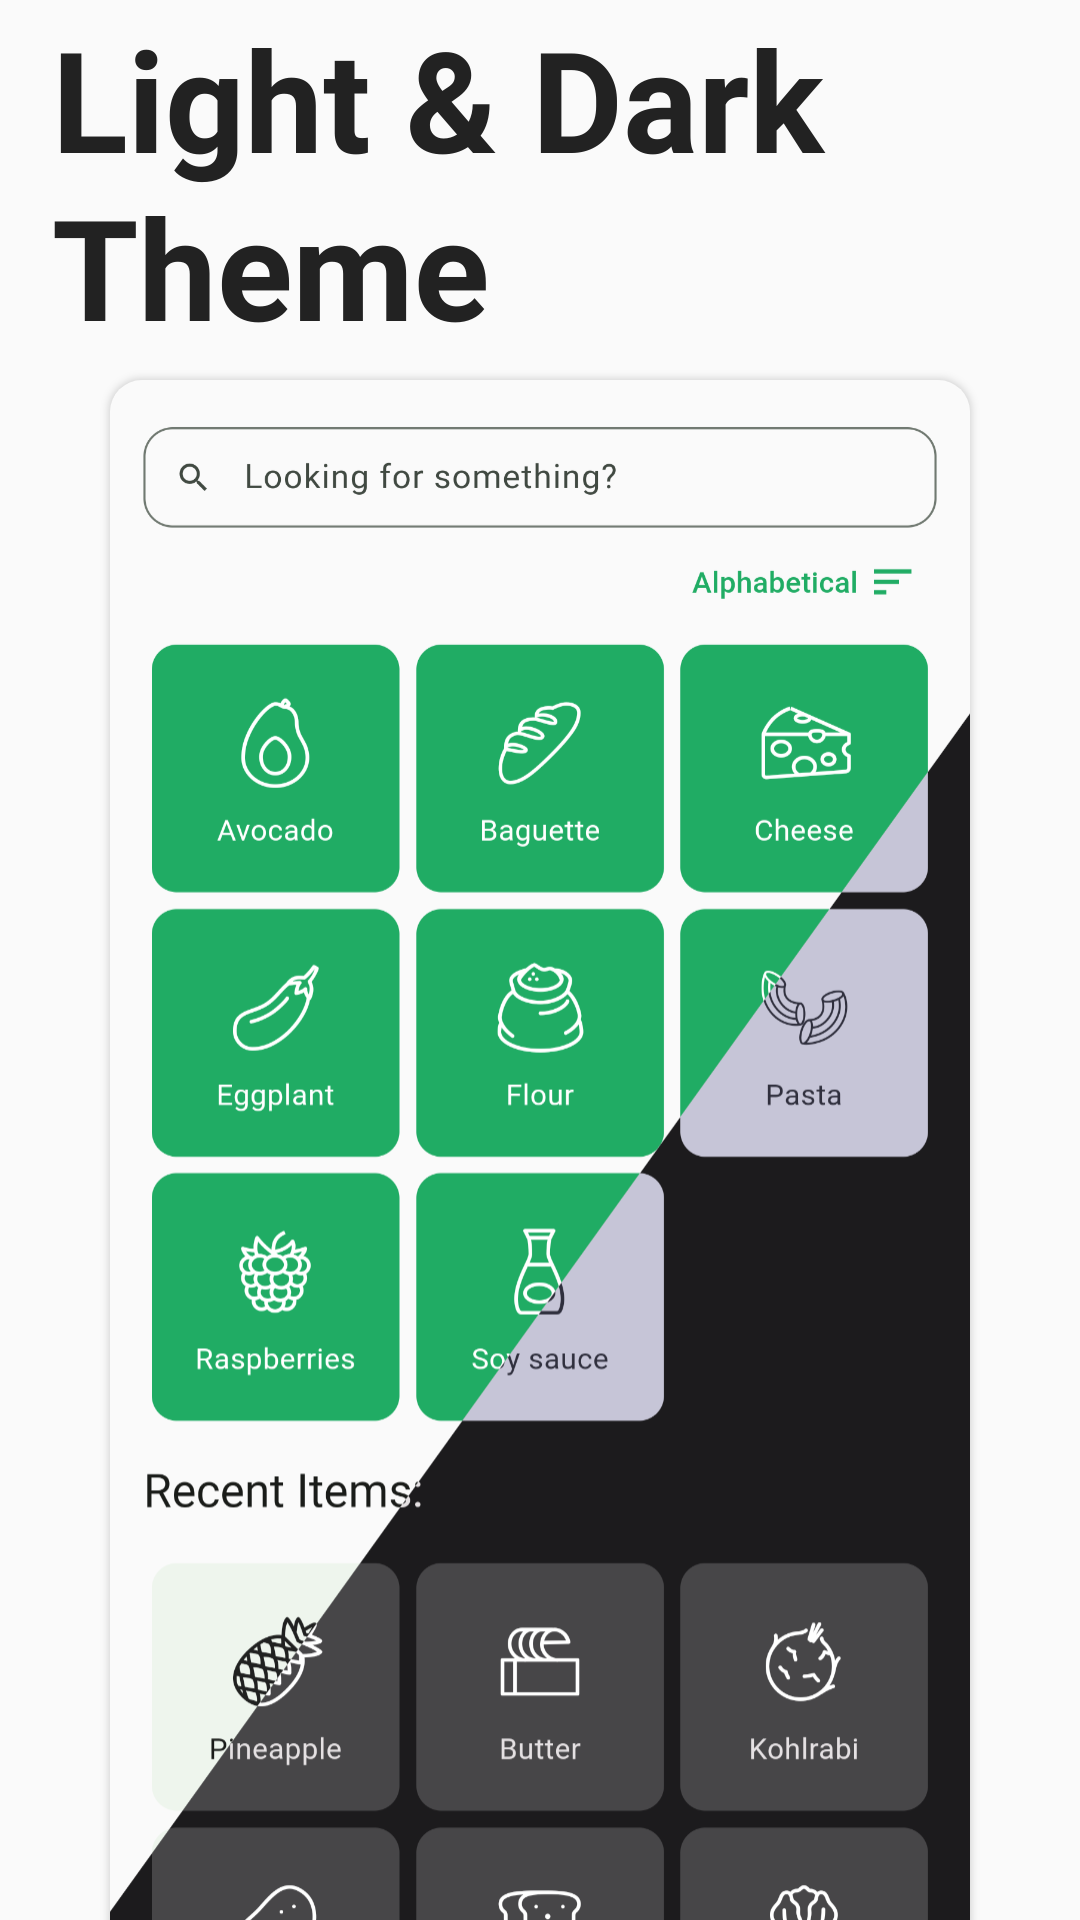 Light & Dark
Theme
Looking for something?
Alphabetical
Avocado
Baguette
Cheese
Eggplant
Flour
Pasta
Raspberries
Soy sauce
Recent Items:
Pineapple
Butter
Kohlrabi